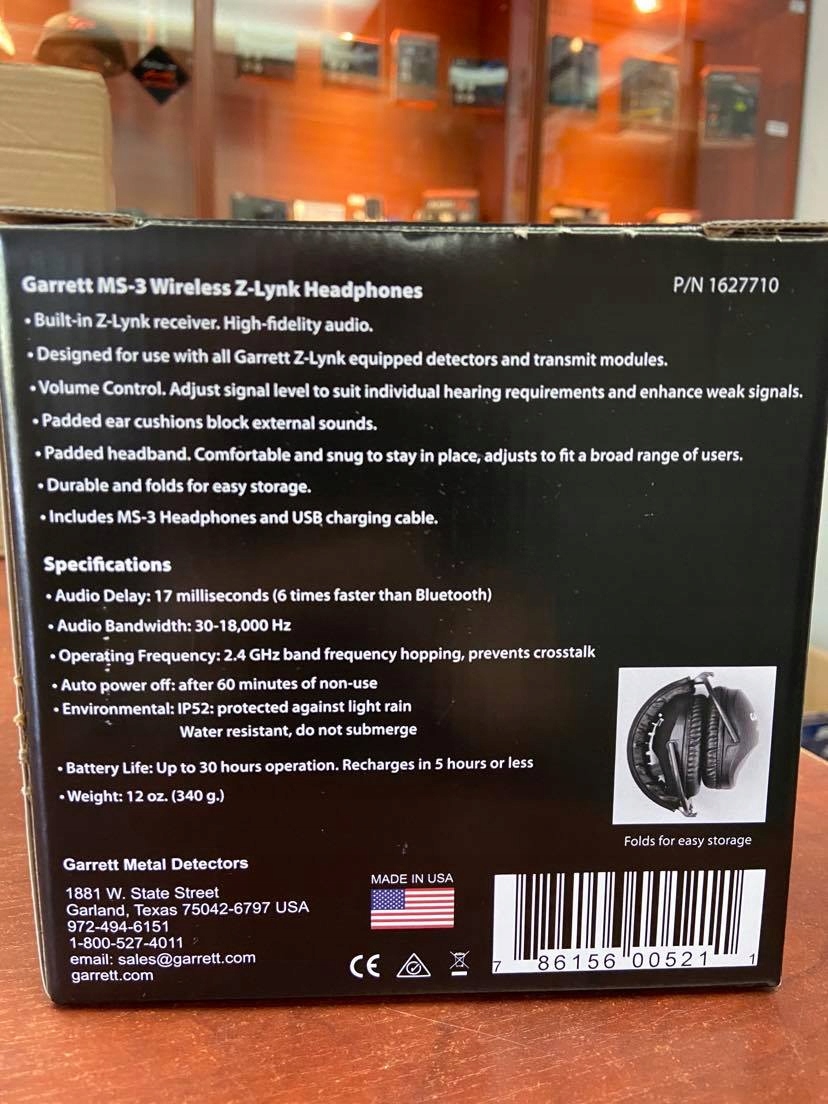 Garrett MS-3 Wireless Z-Lynk Headphones
P/N 1627710
• Built-in Z-Lynk receiver. High-fidelity audio.
• Designed for use with all Garrett Z-Lynk equipped detectors and transmit modules.
• Volume Control. Adjust signal level to suit individual hearing requirements and enhance weak signals.
• Padded ear cushions block external sounds.
• Padded headband. Comfortable and snug to stay in place, adjusts to fit a broad range of users.
• Durable and folds for easy storage.
• Includes MS-3 Headphones and USB charging cable.
Specifications
• Audio Delay: 17 milliseconds (6 times faster than Bluetooth)
• Audio Bandwidth: 30-18,000 Hz
• Operating Frequency: 2.4 GHz band frequency hopping, prevents crosstalk
• Auto power off: after 60 minutes of non-use
• Environmental: IP52: protected against light rain
Water resistant, do not submerge
• Battery Life: Up to 30 hours operation. Recharges in 5 hours or less
• Weight: 12 oz. (340 g.)
Folds for easy storage
Garrett Metal Detectors
1881 W. State Street
Garland, Texas 75042-6797 USA
972-494-6151
1-800-527-4011
email: sales@garrett.com
garrett.com
MADE IN USA
CE
7 86156 00521 1